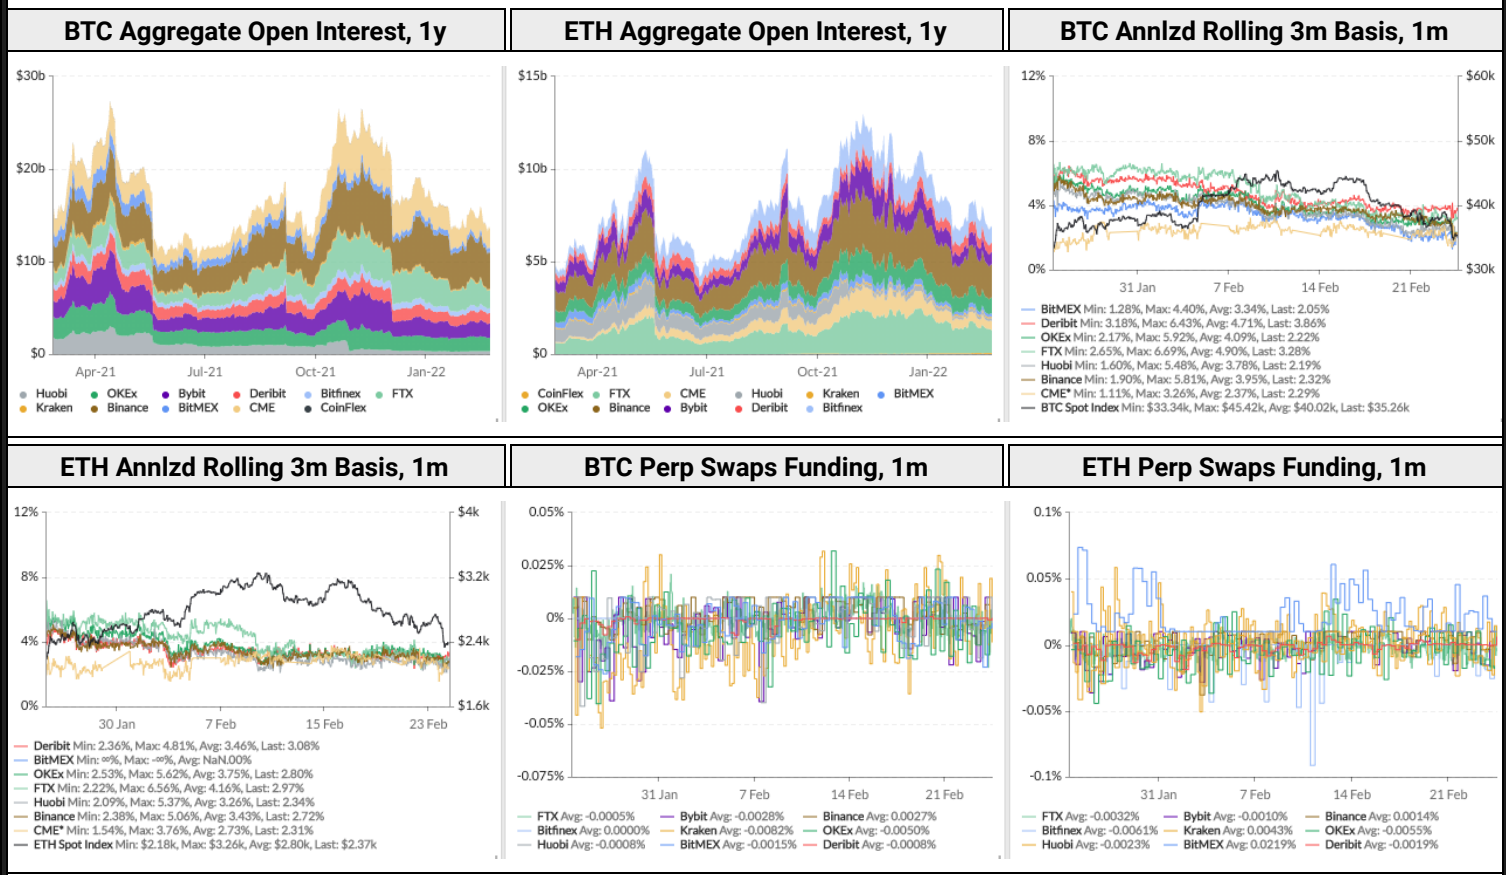 BTC Aggregate Open Interest, 1y
$30b
$20b
$10b
$0
Apr-21 Jul-21 Oct-21 Jan-22
Huobi OKEx Bybit Deribit Bitfinex FTX
Kraken Binance BitMEX CME CoinFlex
ETH Aggregate Open Interest, 1y
$15b
$10b
$5b
$0
Apr-21 Jul-21 Oct-21 Jan-22
CoinFlex FTX CME Huobi Kraken BitMEX
OKEx Binance Bybit Deribit Bitfinex
BTC Annlzd Rolling 3m Basis, 1m
12% $60k
8% $50k
4% $40k
0% $30k
31 Jan 7 Feb 14 Feb 21 Feb
BitMEX Min: 1.28%, Max: 4.40%, Avg: 3.34%, Last: 2.05%
Deribit Min: 3.18%, Max: 6.43%, Avg: 4.71%, Last: 3.86%
OKEx Min: 2.17%, Max: 5.92%, Avg: 4.09%, Last: 2.22%
FTX Min: 2.65%, Max: 6.69%, Avg: 4.90%, Last: 3.28%
Huobi Min: 1.60%, Max: 5.48%, Avg: 3.78%, Last: 2.19%
Binance Min: 1.90%, Max: 5.81%, Avg: 3.95%, Last: 2.32%
CME* Min: 1.11%, Max: 3.26%, Avg: 2.37%, Last: 2.29%
BTC Spot Index Min: $33.34k, Max: $45.42k, Avg: $40.02k, Last: $35.26k
ETH Annlzd Rolling 3m Basis, 1m
12% $4k
8% $3.2k
4% $2.4k
0% $1.6k
30 Jan 7 Feb 15 Feb 23 Feb
Deribit Min: 2.36%, Max: 4.81%, Avg: 3.46%, Last: 3.08%
BitMEX Min: ∞%, Max: -∞%, Avg: NaN.00%
OKEx Min: 2.53%, Max: 5.62%, Avg: 3.75%, Last: 2.80%
FTX Min: 2.22%, Max: 6.56%, Avg: 4.16%, Last: 2.97%
Huobi Min: 2.09%, Max: 5.37%, Avg: 3.26%, Last: 2.34%
Binance Min: 2.38%, Max: 5.06%, Avg: 3.43%, Last: 2.72%
CME* Min: 1.54%, Max: 3.76%, Avg: 2.73%, Last: 2.31%
ETH Spot Index Min: $2.18k, Max: $3.26k, Avg: $2.80k, Last: $2.37k
BTC Perp Swaps Funding, 1m
0.05%
0.025%
0%
-0.025%
-0.05%
-0.075%
31 Jan 7 Feb 14 Feb 21 Feb
FTX Avg: -0.0005% Bybit Avg: -0.0028% Binance Avg: 0.0027%
Bitfinex Avg: 0.0000% Kraken Avg: -0.0082% OKEx Avg: -0.0050%
Huobi Avg: -0.0008% BitMEX Avg: -0.0015% Deribit Avg: -0.0008%
ETH Perp Swaps Funding, 1m
0.1%
0.05%
0%
-0.05%
-0.1%
31 Jan 7 Feb 14 Feb 21 Feb
FTX Avg: -0.0032% Bybit Avg: -0.0010% Binance Avg: 0.0014%
Bitfinex Avg: -0.0061% Kraken Avg: 0.0043% OKEx Avg: -0.0055%
Huobi Avg: -0.0023% BitMEX Avg: 0.0219% Deribit Avg: -0.0019%